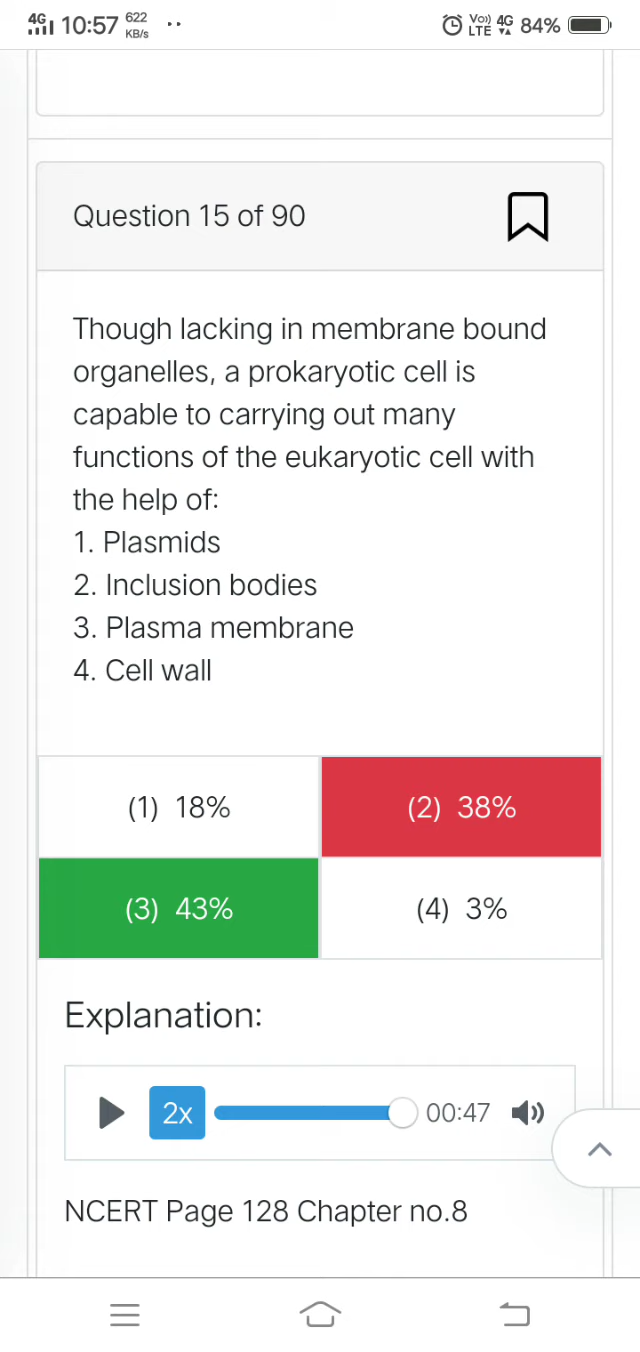 4G 10:57 622 KB/s ··
Vo)) LTE 4G 84%
Question 15 of 90
Though lacking in membrane bound
organelles, a prokaryotic cell is
capable to carrying out many
functions of the eukaryotic cell with
the help of:
1. Plasmids
2. Inclusion bodies
3. Plasma membrane
4. Cell wall
(1) 18%
(2) 38%
(3) 43%
(4) 3%
Explanation:
2x 00:47
NCERT Page 128 Chapter no.8